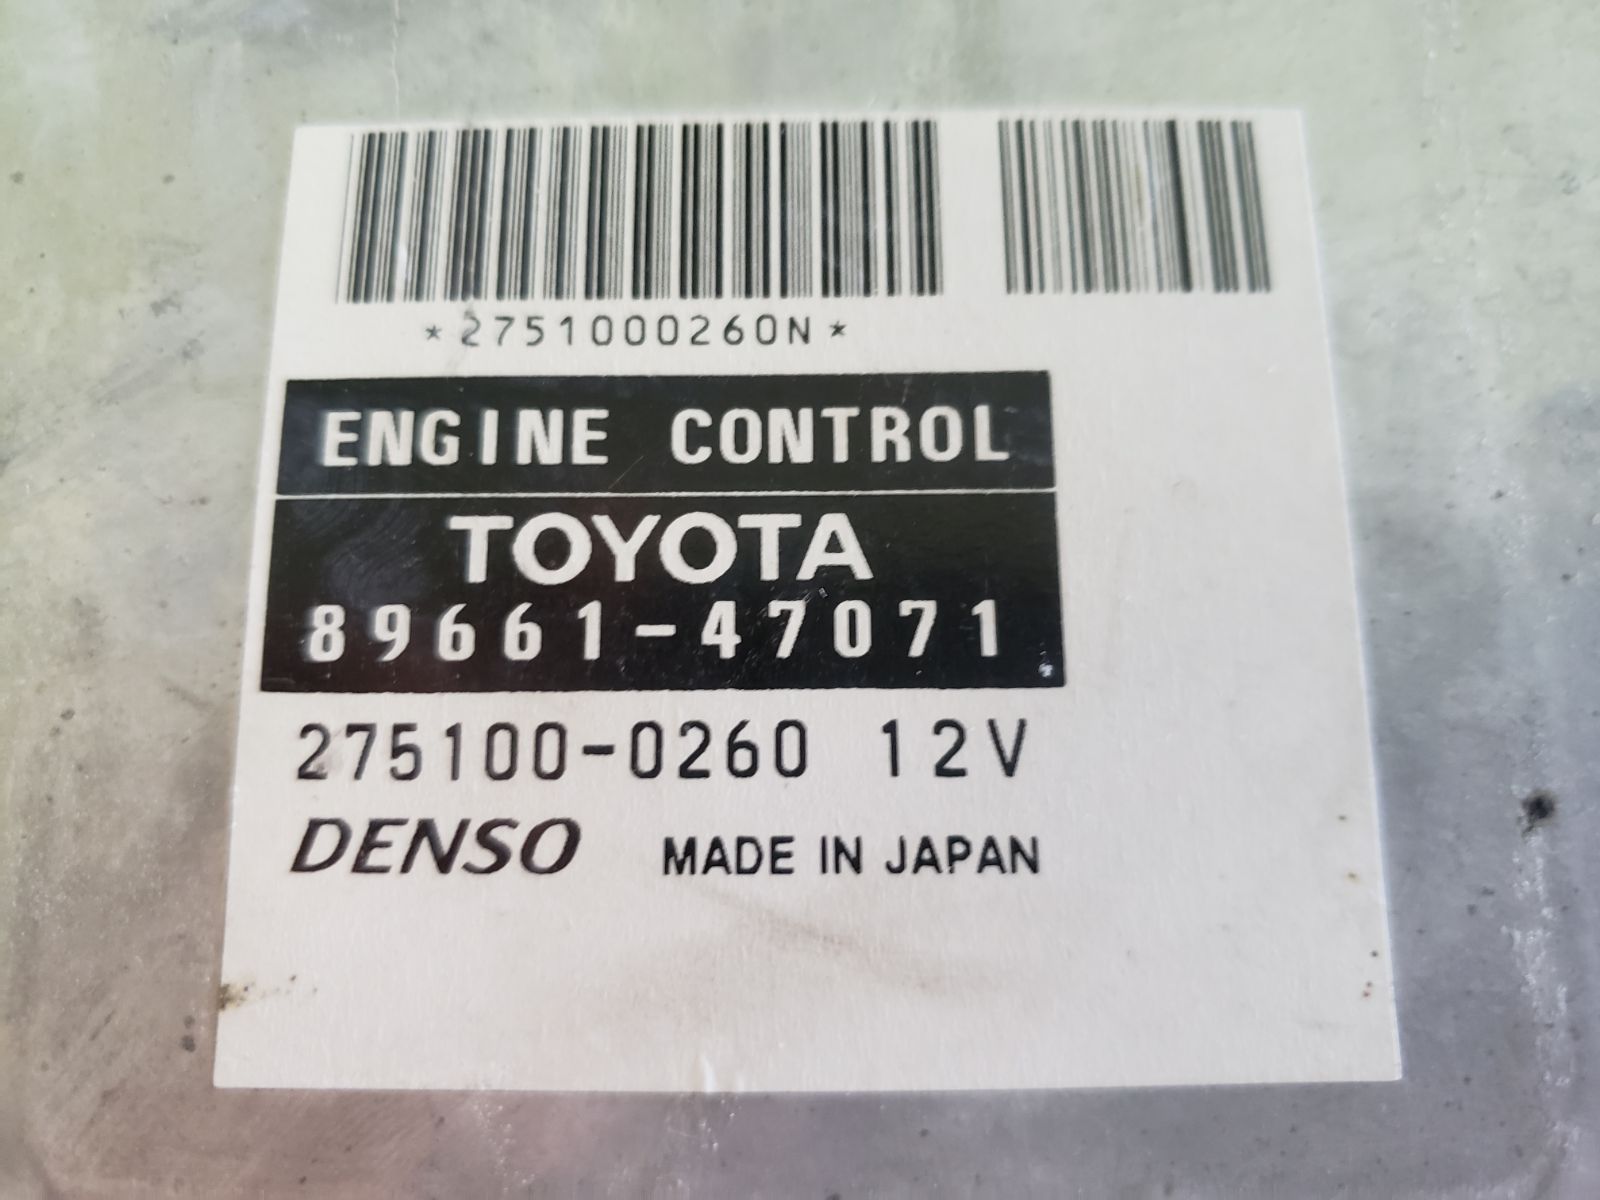 *2751000260N*
ENGINE CONTROL
TOYOTA
89661-47071
275100-0260 12V
DENSO MADE IN JAPAN